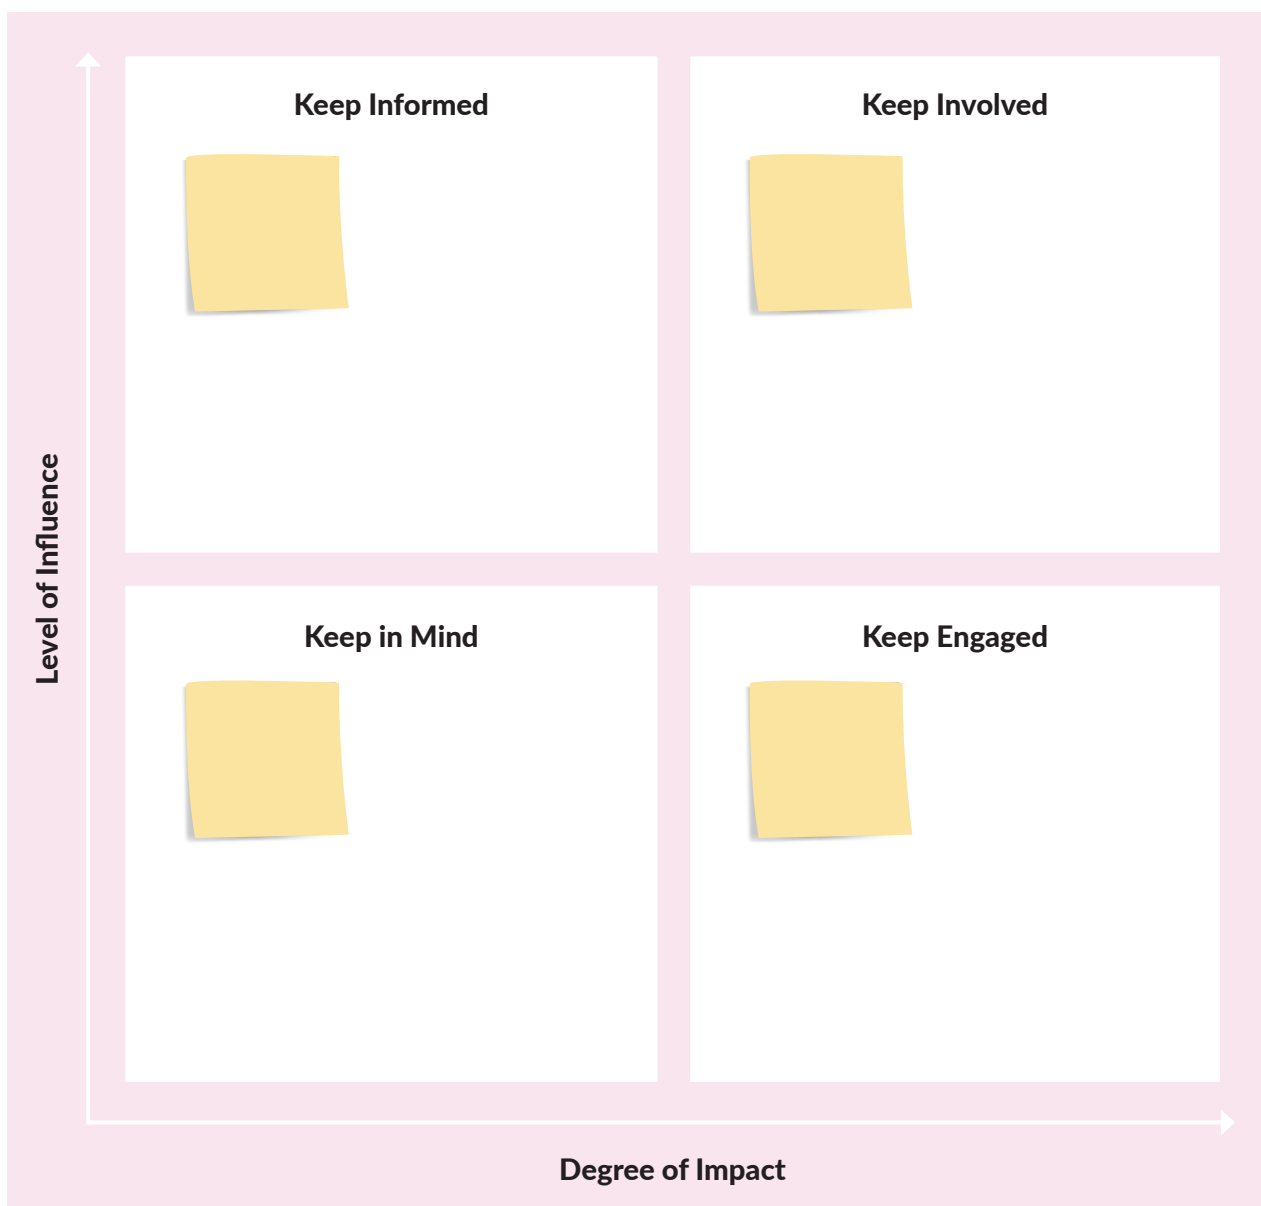 Keep Informed
Keep Involved
Level of Influence
Keep in Mind
Keep Engaged
Degree of Impact